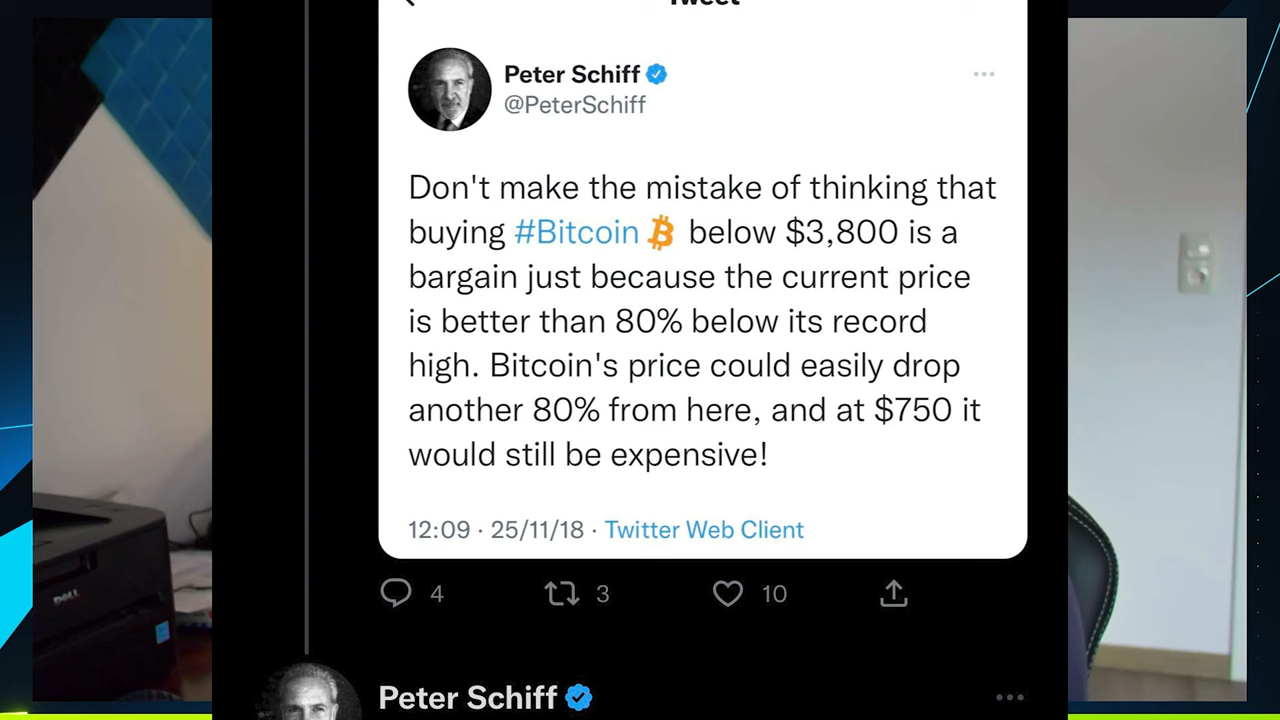 Tweet
Peter Schiff
@PeterSchiff
Don't make the mistake of thinking that
buying #Bitcoin below $3,800 is a
bargain just because the current price
is better than 80% below its record
high. Bitcoin's price could easily drop
another 80% from here, and at $750 it
would still be expensive!
12:09 · 25/11/18 · Twitter Web Client
4 3 10
DELL
Peter Schiff